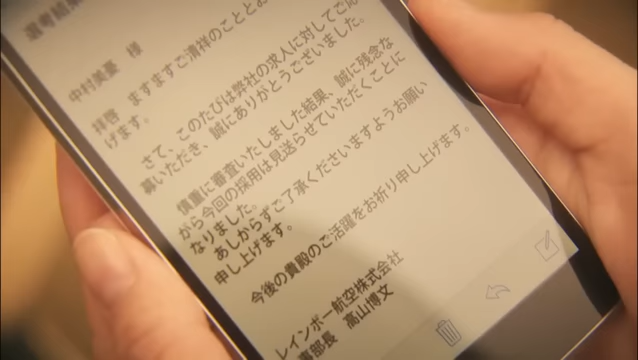 選考結果
中村美憂 様
拝啓 ますますご清祥のこととお
げます。
さて、このたびは弊社の求人に対してご応
募いただき、誠にありがとうございました。
慎重に審査いたしました結果、誠に残念な
がら今回の採用は見送らせていただくことに
なりました。
あしからずご了承くださいますようお願い
申し上げます。
今後の貴殿のご活躍をお祈り申し上げます。
レインボー航空株式会社
事部長 高山博文